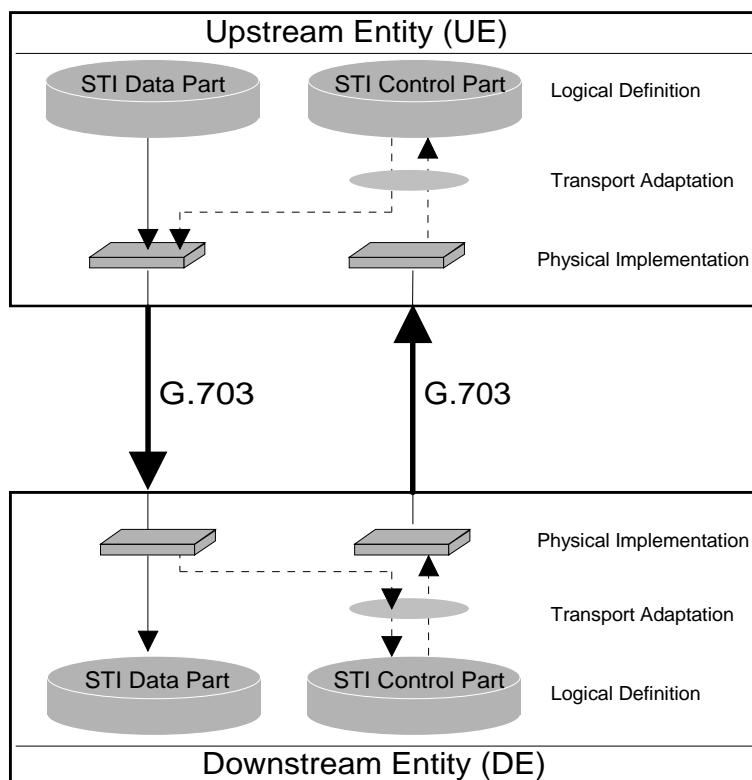 Upstream Entity (UE)
STI Data Part
STI Control Part
Logical Definition
Transport Adaptation
Physical Implementation
G.703
G.703
Physical Implementation
Transport Adaptation
STI Data Part
STI Control Part
Logical Definition
Downstream Entity (DE)